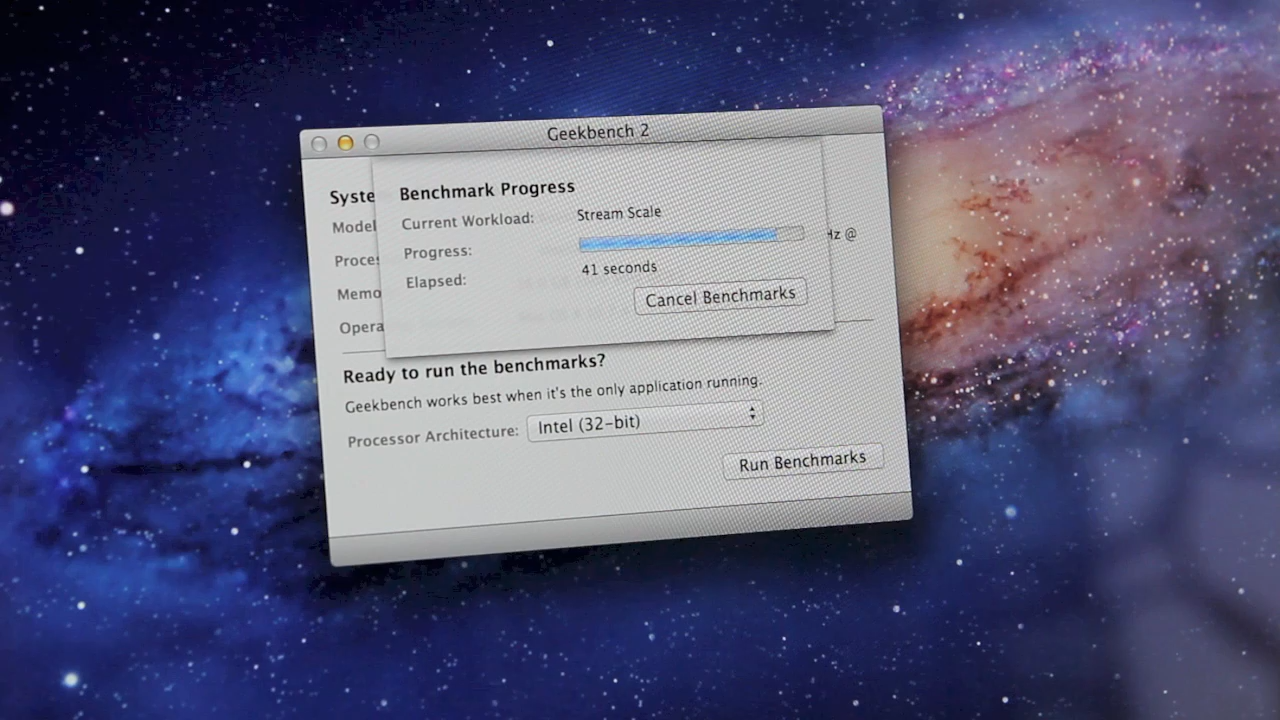 Geekbench 2
Syste
Benchmark Progress
Model
Current Workload: Stream Scale
Proces
Progress:
Hz @
Memo
Elapsed: 41 seconds
Cancel Benchmarks
Opera
Ready to run the benchmarks?
Geekbench works best when it's the only application running.
Processor Architecture: Intel (32-bit)
Run Benchmarks